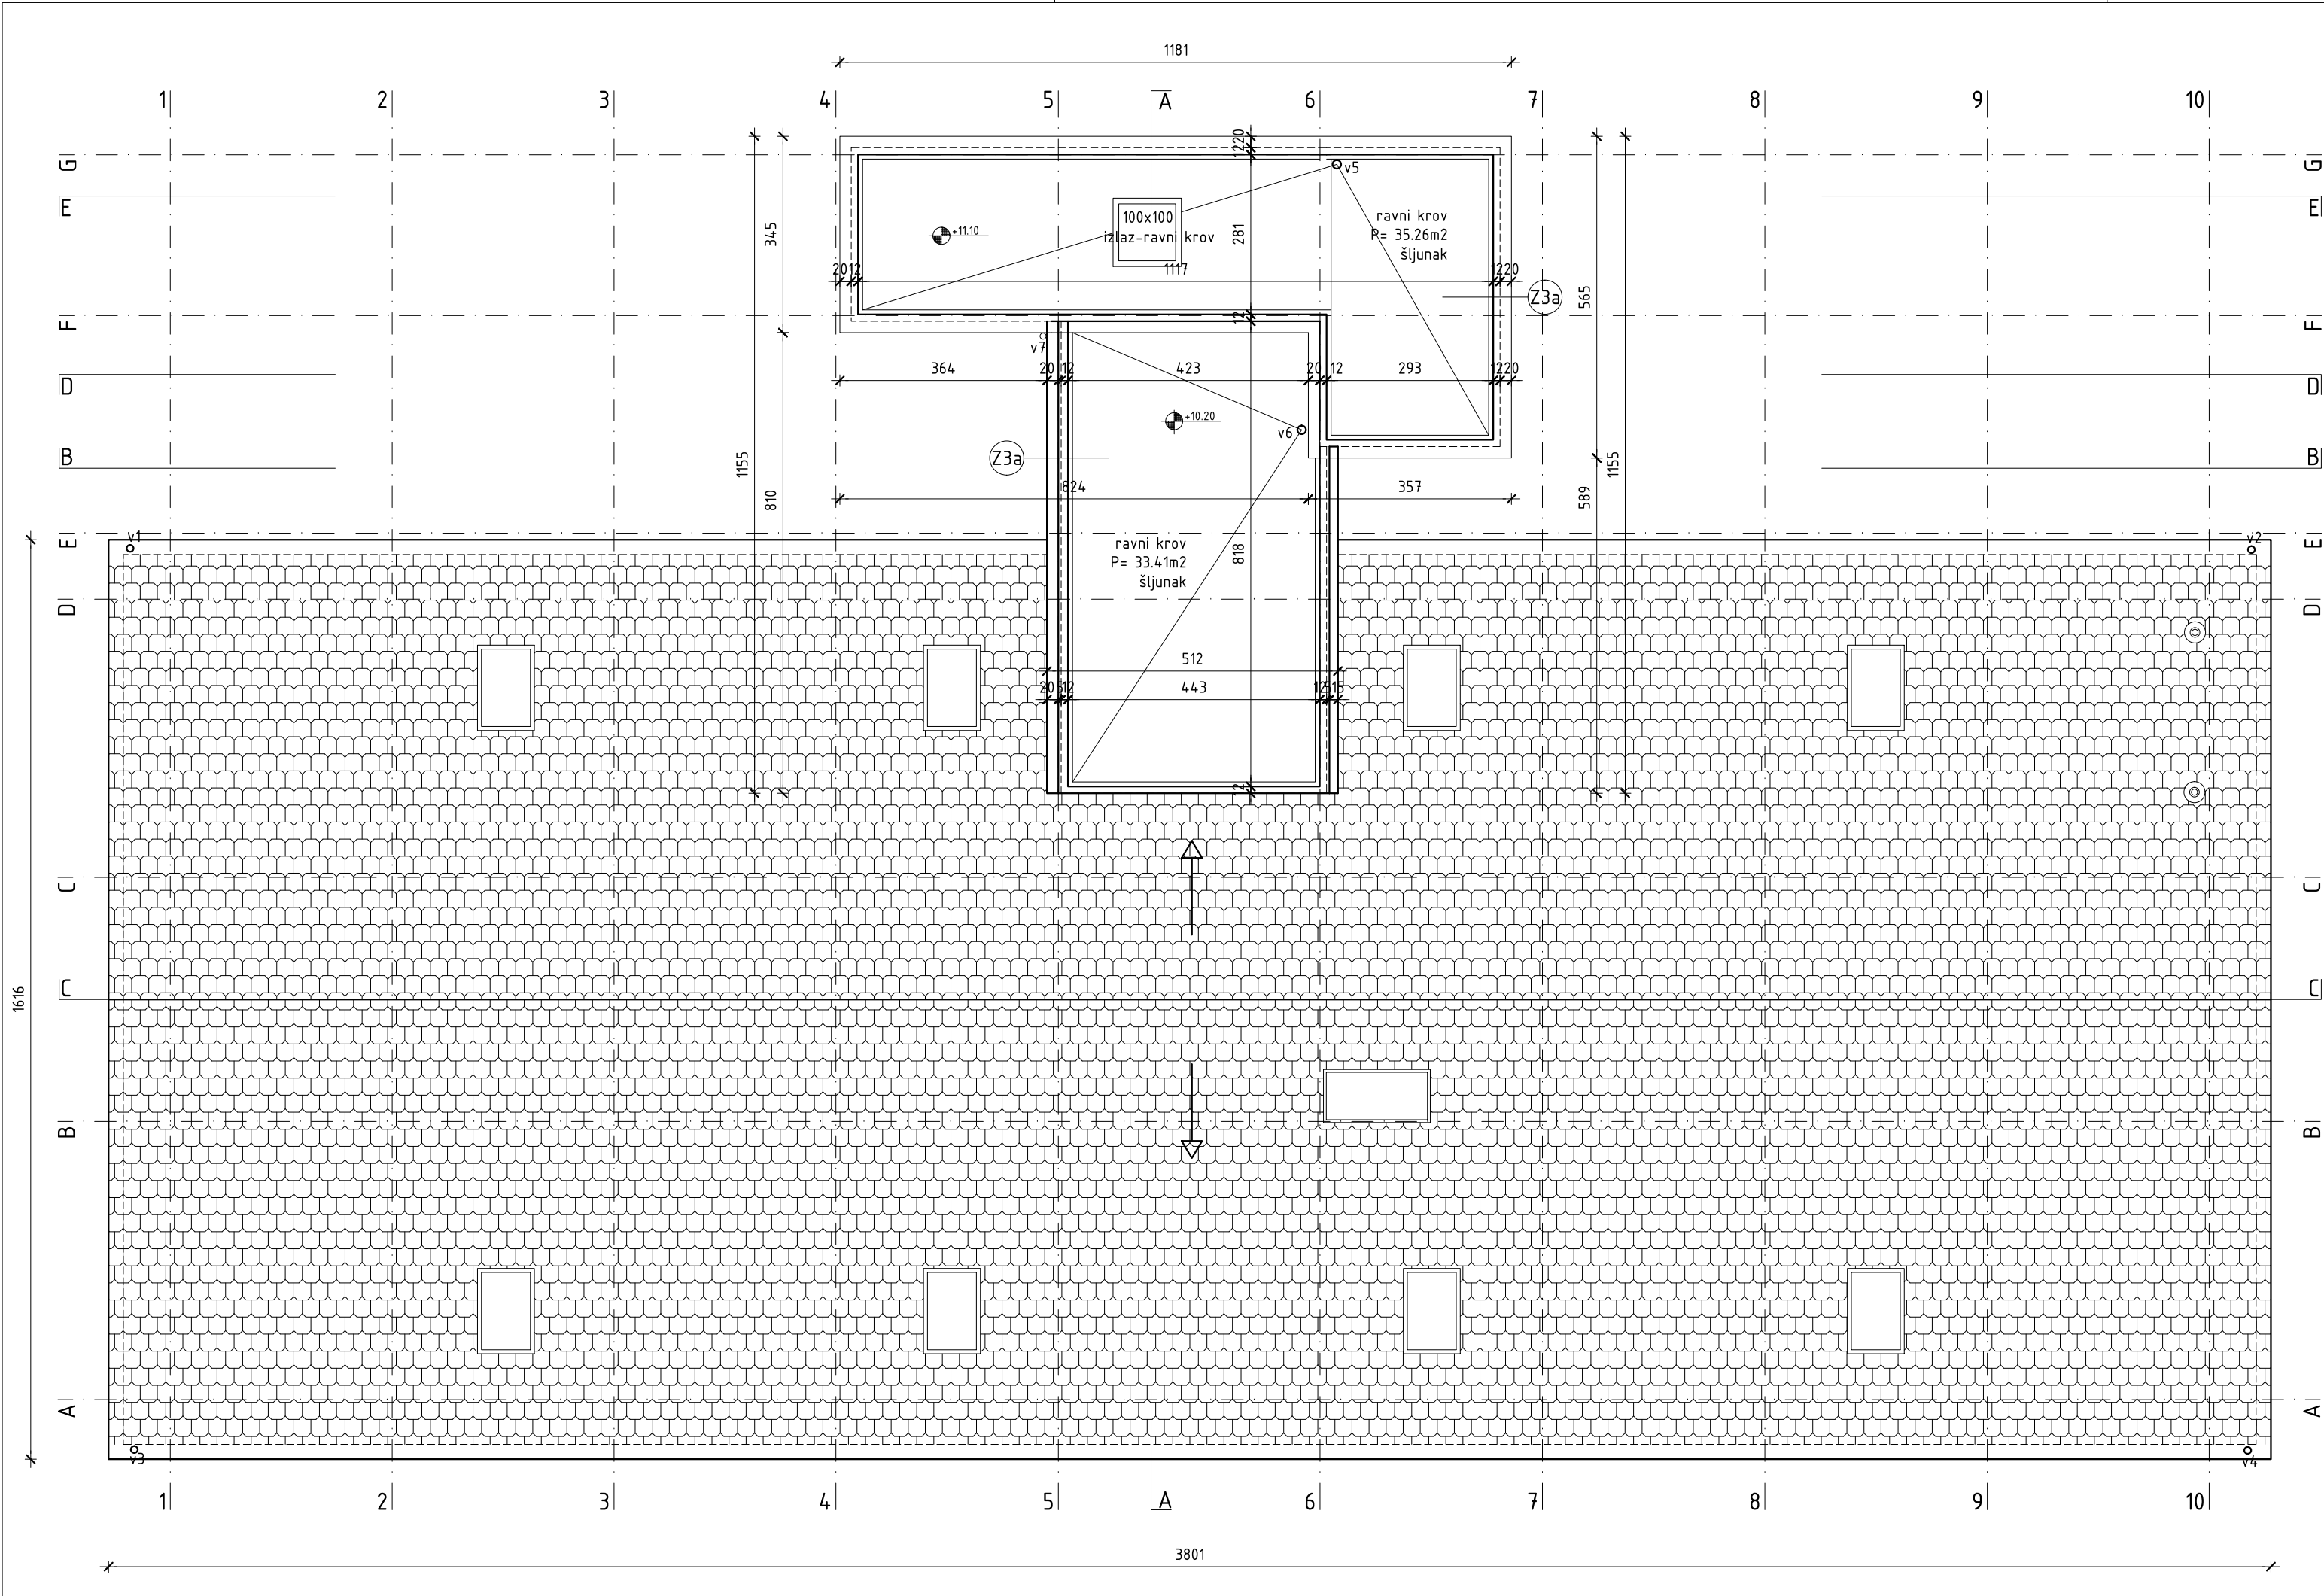 1181
1 2 3 4 5 A 6 7 8 9 10
G G
E E
1220
v5
100x100
izlaz-ravni krov
+11.10
ravni krov
P= 35.26m2
šljunak
345
281
2012 1117 1220
Z3a
565
F F
12
v7
364 20 12 423 20 12 293 1220
D D
+10.20
v6
Z3a
B B
1155
810
824 357
589
1155
E E
v1 v2
ravni krov
P= 33.41m2
šljunak
818
D D
512
443
12
C C
C C
1616
B B
A A
v3 v4
1 2 3 4 5 A 6 7 8 9 10
3801